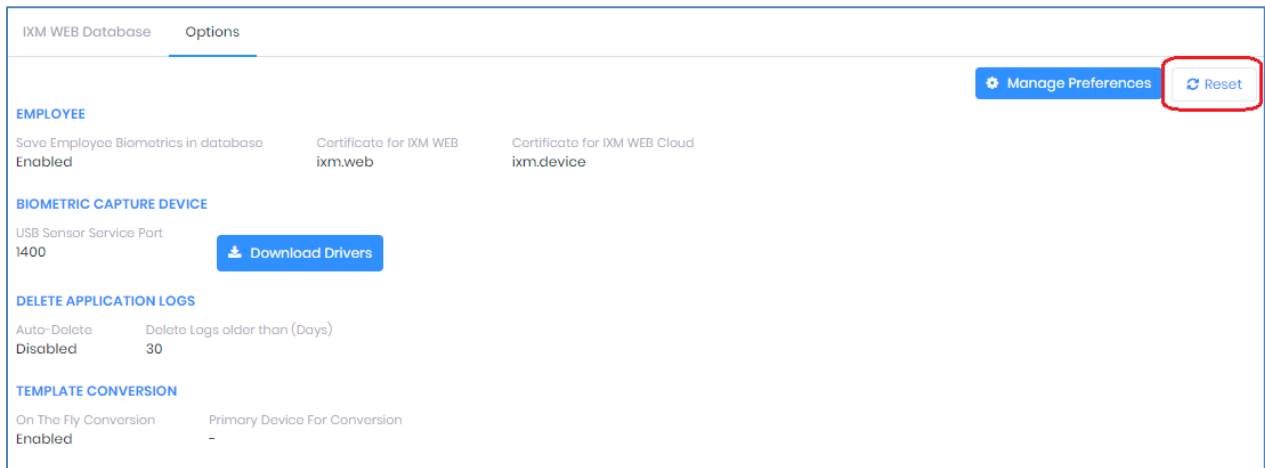 IXM WEB Database Options
Manage Preferences Reset
EMPLOYEE
Save Employee Biometrics in database Certificate for IXM WEB Certificate for IXM WEB Cloud
Enabled ixm.web ixm.device
BIOMETRIC CAPTURE DEVICE
USB Sensor Service Port
1400 Download Drivers
DELETE APPLICATION LOGS
Auto-Delete Delete Logs older than (Days)
Disabled 30
TEMPLATE CONVERSION
On The Fly Conversion Primary Device For Conversion
Enabled -